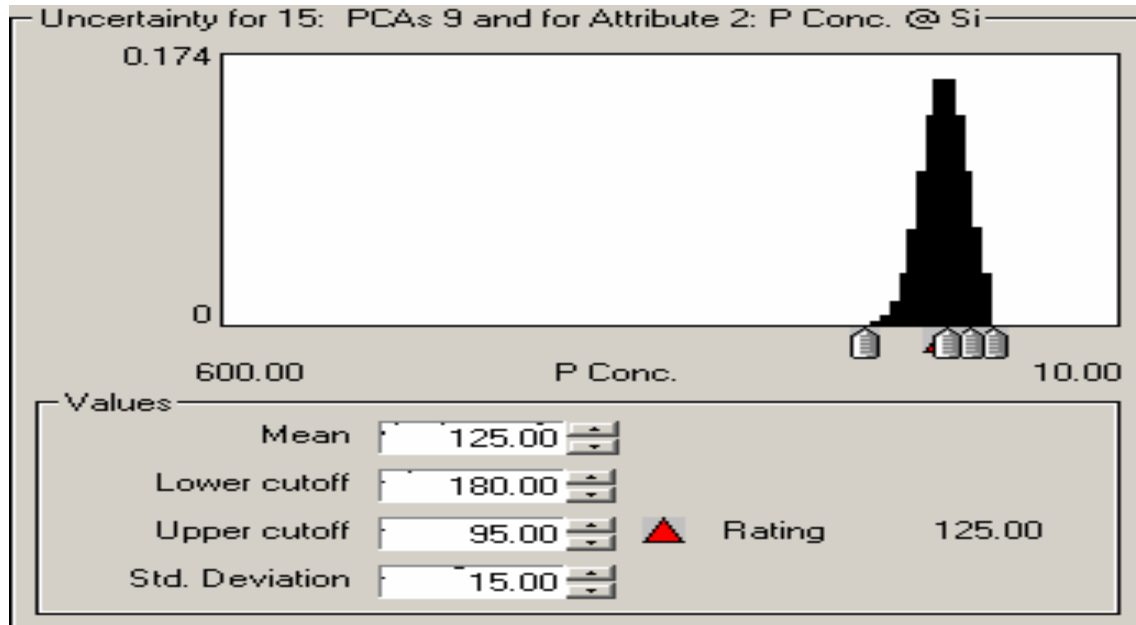 Uncertainty for 15: PCAs 9 and for Attribute 2: P Conc. @ Si
0.174
0
600.00 P Conc. 10.00
Values
Mean 125.00
Lower cutoff 180.00
Upper cutoff 95.00 Rating 125.00
Std. Deviation 15.00